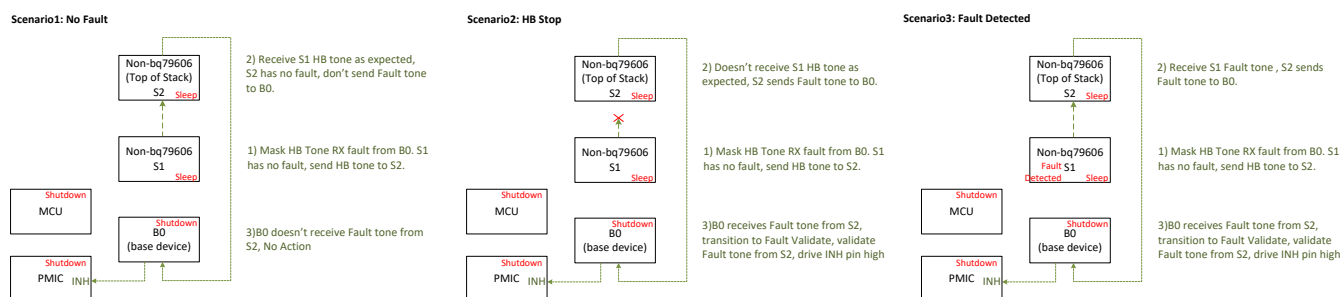 Scenario1: No Fault
Non-bq79606
(Top of Stack)
S2
Sleep
2) Receive S1 HB tone as expected,
S2 has no fault, don't send Fault tone
to B0.
Non-bq79606
S1
Sleep
1) Mask HB Tone RX fault from B0. S1
has no fault, send HB tone to S2.
Shutdown
MCU
Shutdown
B0
(base device)
3)B0 doesn't receive Fault tone from
S2, No Action
Shutdown
PMIC
INH
Scenario2: HB Stop
Non-bq79606
(Top of Stack)
S2
Sleep
2) Doesn't receive S1 HB tone as
expected, S2 sends Fault tone to B0.
Non-bq79606
S1
Sleep
1) Mask HB Tone RX fault from B0. S1
has no fault, send HB tone to S2.
Shutdown
MCU
Shutdown
B0
(base device)
3)B0 receives Fault tone from S2,
transition to Fault Validate, validate
Fault tone from S2, drive INH pin high
Shutdown
PMIC
INH
Scenario3: Fault Detected
Non-bq79606
(Top of Stack)
S2
Sleep
2) Receive S1 Fault tone , S2 sends
Fault tone to B0.
Non-bq79606
Fault
Detected
S1
Sleep
1) Mask HB Tone RX fault from B0. S1
has no fault, send HB tone to S2.
Shutdown
MCU
Shutdown
B0
(base device)
3)B0 receives Fault tone from S2,
transition to Fault Validate, validate
Fault tone from S2, drive INH pin high
Shutdown
PMIC
INH